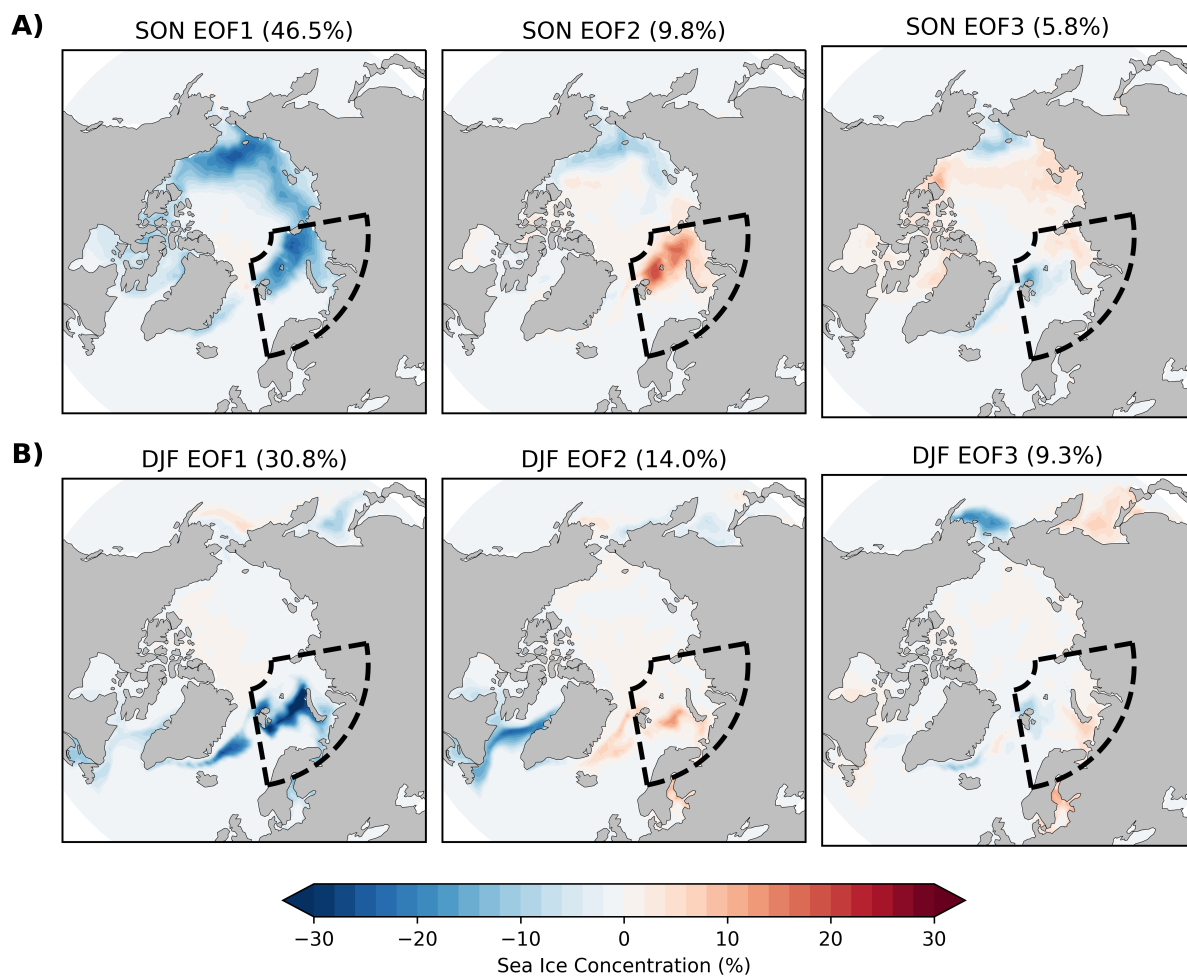 A)
SON EOF1 (46.5%)
SON EOF2 (9.8%)
SON EOF3 (5.8%)
B)
DJF EOF1 (30.8%)
DJF EOF2 (14.0%)
DJF EOF3 (9.3%)
−30 −20 −10 0 10 20 30
Sea Ice Concentration (%)